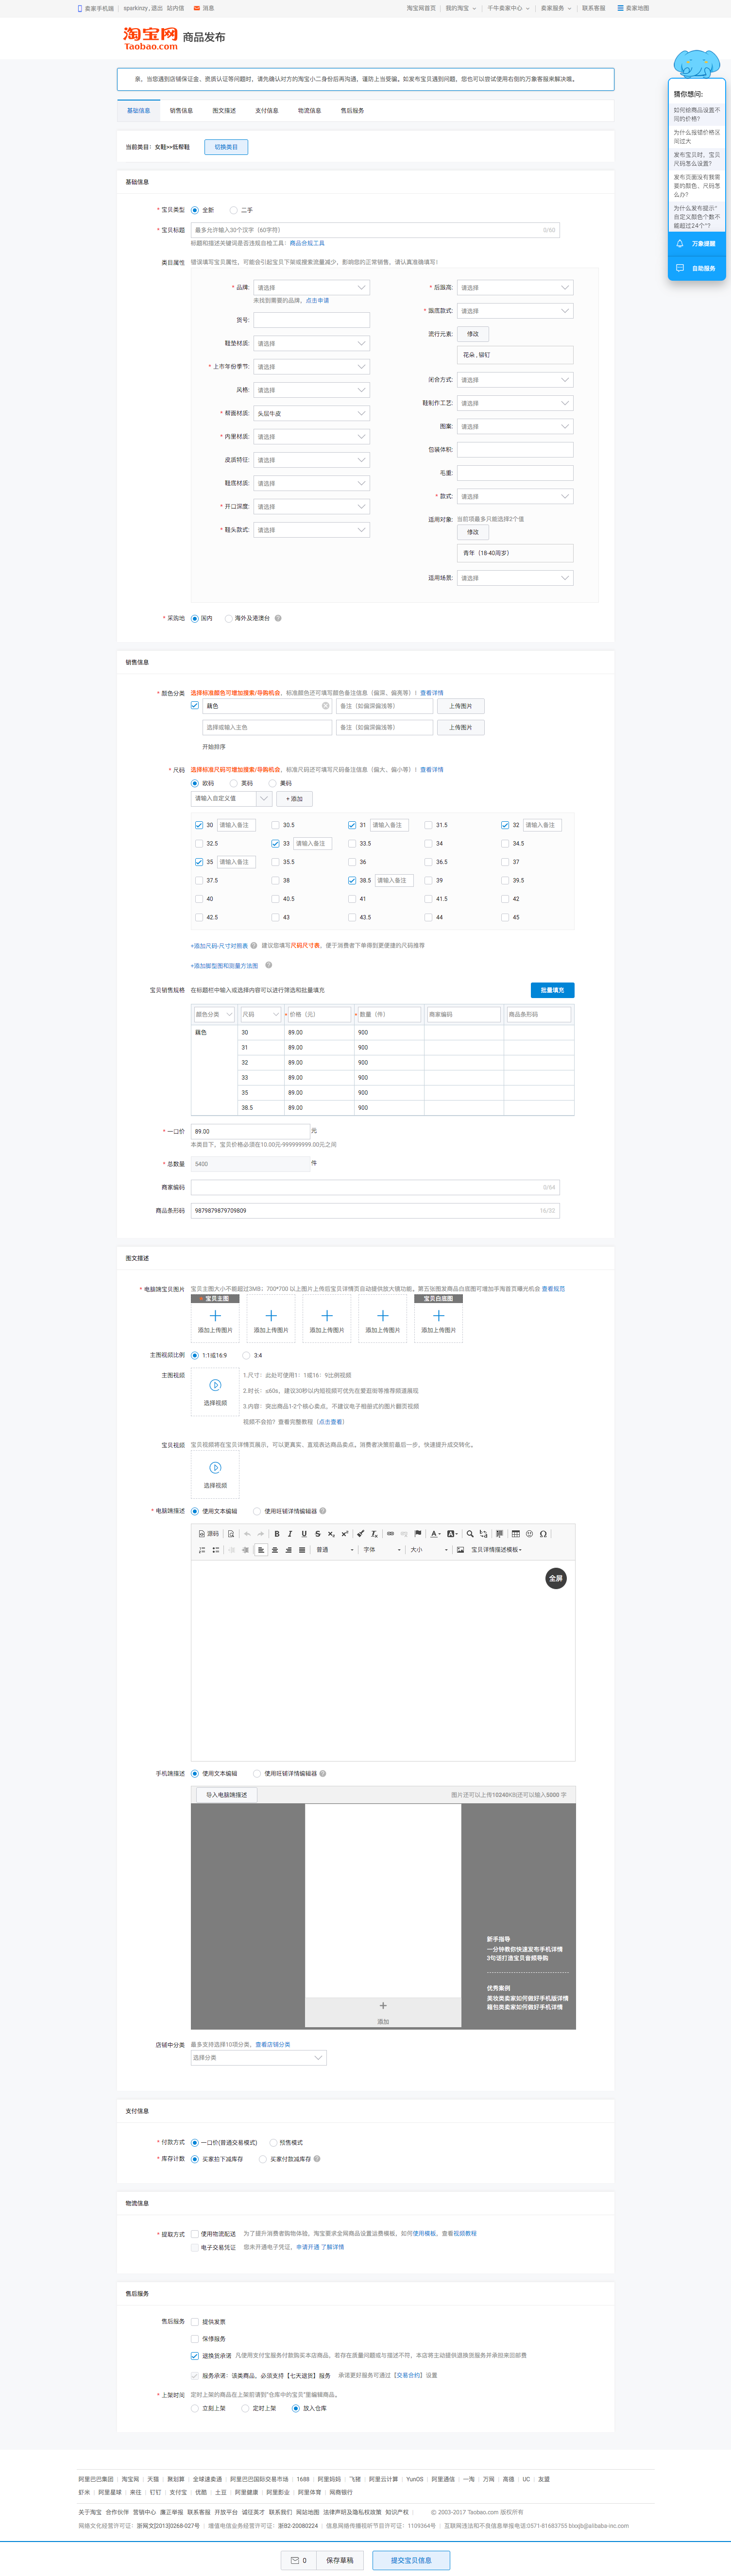 卖家手机端 sparkinzy , 退出 站内信 消息 淘宝网首页 我的淘宝 千牛卖家中心 卖家服务 联系客服 卖家地图
淘宝网
Taobao.com
商品发布
亲，当您遇到店铺保证金、资质认证等问题时，请先确认对方的淘宝小二身份后再沟通，谨防上当受骗。如发布宝贝遇到问题，您也可以尝试使用右侧的万象客服来解决哦。
基础信息 销售信息 图文描述 支付信息 物流信息 售后服务
当前类目：女鞋>>低帮鞋 切换类目
猜你想问:
如何给商品设置不同的价格?
为什么报错价格区间过大
发布宝贝时，宝贝尺码怎么设置?
发布页面没有我需要的颜色、尺码怎么办?
为什么发布提示"自定义颜色个数不能超过24个"?
万象提醒
自助服务
基础信息
* 宝贝类型 全新 二手
* 宝贝标题 最多允许输入30个汉字（60字符） 0/60
标题和描述关键词是否违规自检工具：商品合规工具
类目属性 错误填写宝贝属性，可能会引起宝贝下架或搜索流量减少，影响您的正常销售，请认真准确填写！
* 品牌: 请选择
未找到需要的品牌，点击申请
货号:
鞋垫材质: 请选择
* 上市年份季节: 请选择
风格: 请选择
* 帮面材质: 头层牛皮
* 内里材质: 请选择
皮质特征: 请选择
鞋底材质: 请选择
* 开口深度: 请选择
* 鞋头款式: 请选择
* 后跟高: 请选择
* 跟底款式: 请选择
流行元素: 修改
花朵 , 铆钉
闭合方式: 请选择
鞋制作工艺: 请选择
图案: 请选择
包装体积:
毛重:
* 款式: 请选择
适用对象: 当前项最多只能选择2个值
修改
青年（18-40周岁）
适用场景: 请选择
* 采购地 国内 海外及港澳台
销售信息
* 颜色分类 选择标准颜色可增加搜索/导购机会，标准颜色还可填写颜色备注信息（偏深、偏亮等）！查看详情
藕色 备注（如偏深偏浅等） 上传图片
选择或输入主色 备注（如偏深偏浅等） 上传图片
开始排序
* 尺码 选择标准尺码可增加搜索/导购机会，标准尺码还可填写尺码备注信息（偏大、偏小等）！查看详情
欧码 英码 美码
请输入自定义值 + 添加
30 请输入备注 30.5 31 请输入备注 31.5 32 请输入备注
32.5 33 请输入备注 33.5 34 34.5
35 请输入备注 35.5 36 36.5 37
37.5 38 38.5 请输入备注 39 39.5
40 40.5 41 41.5 42
42.5 43 43.5 44 45
+添加尺码-尺寸对照表 建议您填写尺码尺寸表，便于消费者下单得到更便捷的尺码推荐
+添加脚型图和测量方法图
宝贝销售规格 在标题栏中输入或选择内容可以进行筛选和批量填充 批量填充
颜色分类 尺码 * 价格（元） * 数量（件） 商家编码 商品条形码
藕色 30 89.00 900
31 89.00 900
32 89.00 900
33 89.00 900
35 89.00 900
38.5 89.00 900
* 一口价 89.00 元
本类目下，宝贝价格必须在10.00元-999999999.00元之间
* 总数量 5400 件
商家编码 0/64
商品条形码 9879879879709809 16/32
图文描述
* 电脑端宝贝图片 宝贝主图大小不能超过3MB；700*700 以上图片上传后宝贝详情页自动提供放大镜功能。第五张图发商品白底图可增加手淘首页曝光机会 查看规范
* 宝贝主图 宝贝白底图
添加上传图片 添加上传图片 添加上传图片 添加上传图片 添加上传图片
主图视频比例 1:1或16:9 3:4
主图视频 选择视频
1.尺寸：此处可使用1：1或16：9比例视频
2.时长：≤60s，建议30秒以内短视频可优先在爱逛街等推荐频道展现
3.内容：突出商品1-2个核心卖点，不建议电子相册式的图片翻页视频
视频不会拍？查看完整教程（点击查看）
宝贝视频 宝贝视频将在宝贝详情页展示，可以更真实、直观表达商品卖点。消费者决策前最后一步，快速提升成交转化。
选择视频
* 电脑端描述 使用文本编辑 使用旺铺详情编辑器
源码
普通 字体 大小 宝贝详情描述模板
全屏
手机端描述 使用文本编辑 使用旺铺详情编辑器
导入电脑端描述 图片还可以上传10240KB|还可以输入5000 字
新手指导
一分钟教你快速发布手机详情
3句话打造宝贝音频导购
优秀案例
美妆类卖家如何做好手机版详情
箱包类卖家如何做好手机详情
添加
店铺中分类 最多支持选择10项分类，查看店铺分类
选择分类
支付信息
* 付款方式 一口价(普通交易模式) 预售模式
* 库存计数 买家拍下减库存 买家付款减库存
物流信息
* 提取方式 使用物流配送 为了提升消费者购物体验，淘宝要求全网商品设置运费模板，如何使用模板，查看视频教程
电子交易凭证 您未开通电子凭证，申请开通 了解详情
售后服务
售后服务 提供发票
保修服务
退换货承诺 凡使用支付宝服务付款购买本店商品，若存在质量问题或与描述不符，本店将主动提供退换货服务并承担来回邮费
服务承诺：该类商品，必须支持【七天退货】服务 承诺更好服务可通过【交易合约】设置
* 上架时间 定时上架的商品在上架前请到"仓库中的宝贝"里编辑商品。
立刻上架 定时上架 放入仓库
阿里巴巴集团 淘宝网 天猫 聚划算 全球速卖通 阿里巴巴国际交易市场 1688 阿里妈妈 飞猪 阿里云计算 YunOS 阿里通信 一淘 万网 高德 UC 友盟
虾米 阿里星球 来往 钉钉 支付宝 优酷 土豆 阿里健康 阿里影业 阿里体育 网商银行
关于淘宝 合作伙伴 营销中心 廉正举报 联系客服 开放平台 诚征英才 联系我们 网站地图 法律声明及隐私权政策 知识产权 © 2003-2017 Taobao.com 版权所有
网络文化经营许可证：浙网文[2013]0268-027号 增值电信业务经营许可证：浙B2-20080224 信息网络传播视听节目许可证：1109364号 互联网违法和不良信息举报电话:0571-81683755 blxxjb@alibaba-inc.com
0 保存草稿 提交宝贝信息